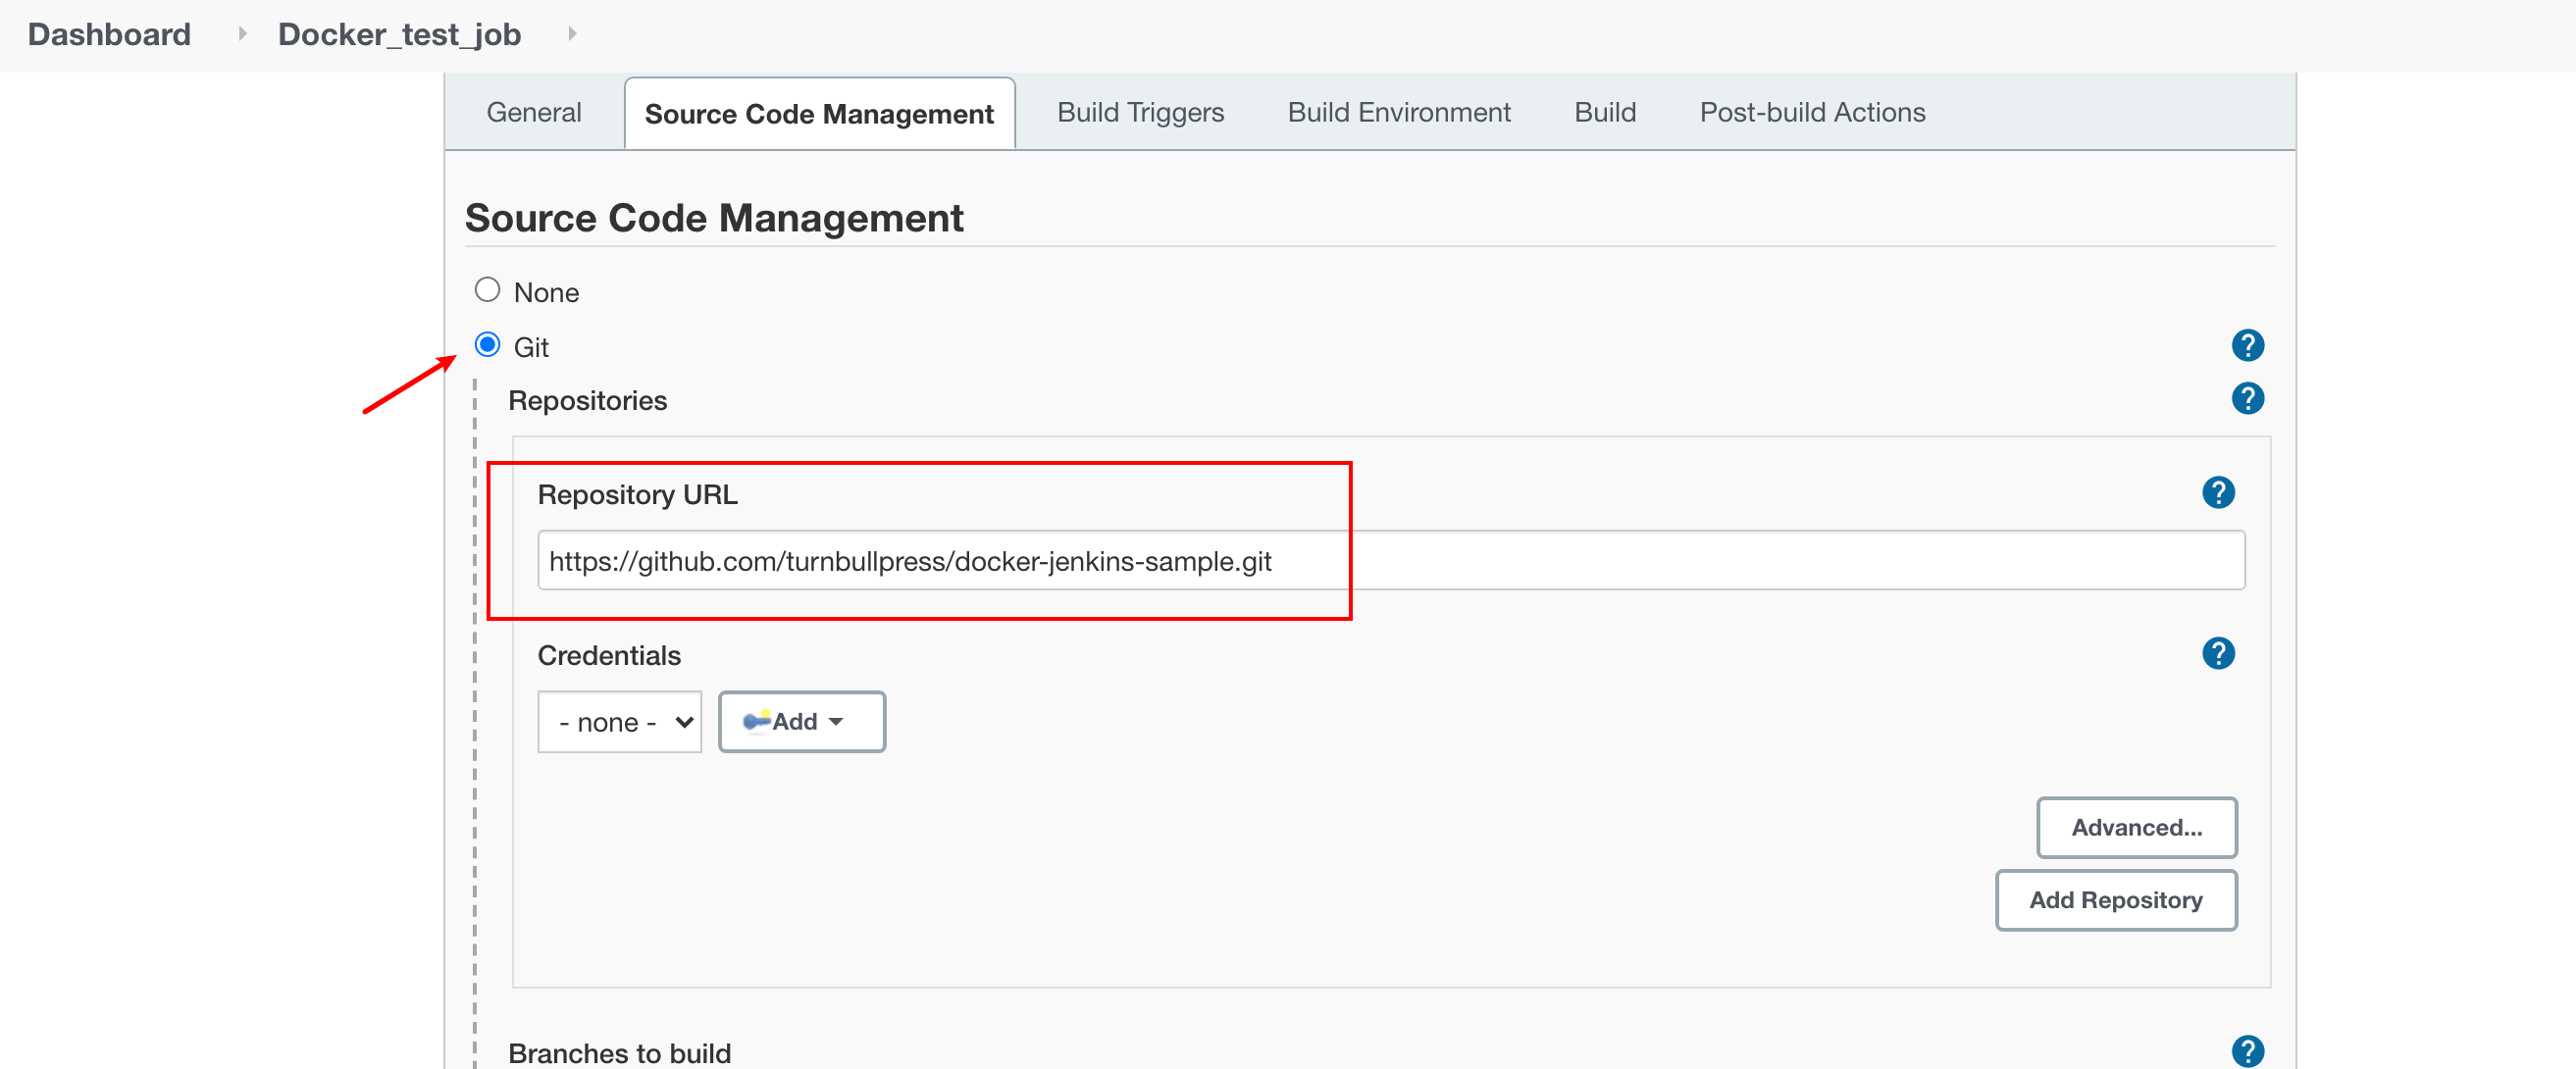 Dashboard Docker_test_job
General Source Code Management Build Triggers Build Environment Build Post-build Actions
Source Code Management
None
Git
?
Repositories
?
Repository URL
?
https://github.com/turnbullpress/docker-jenkins-sample.git
Credentials
?
- none - Add
Advanced...
Add Repository
Branches to build
?